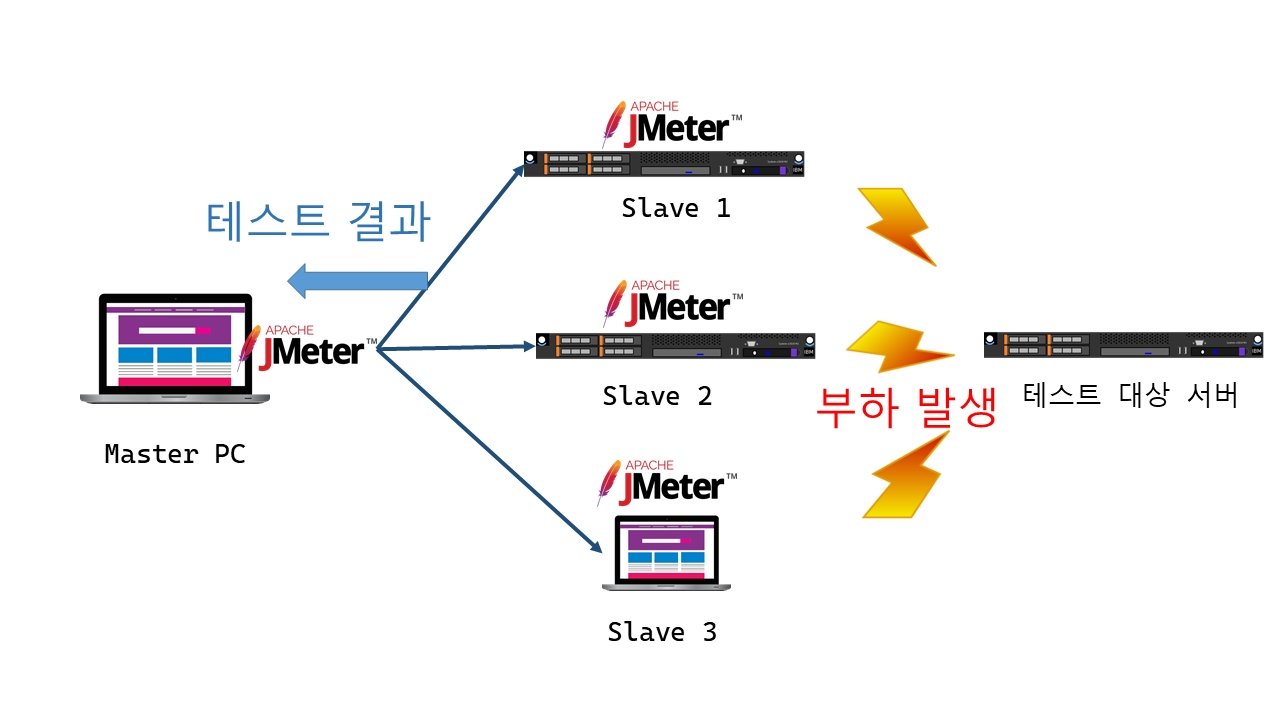 APACHE
JMeter™
Slave 1
테스트 결과
APACHE
JMeter™
Master PC
APACHE
JMeter™
IBM
Slave 2
부하 발생
테스트 대상 서버
APACHE
JMeter™
Slave 3